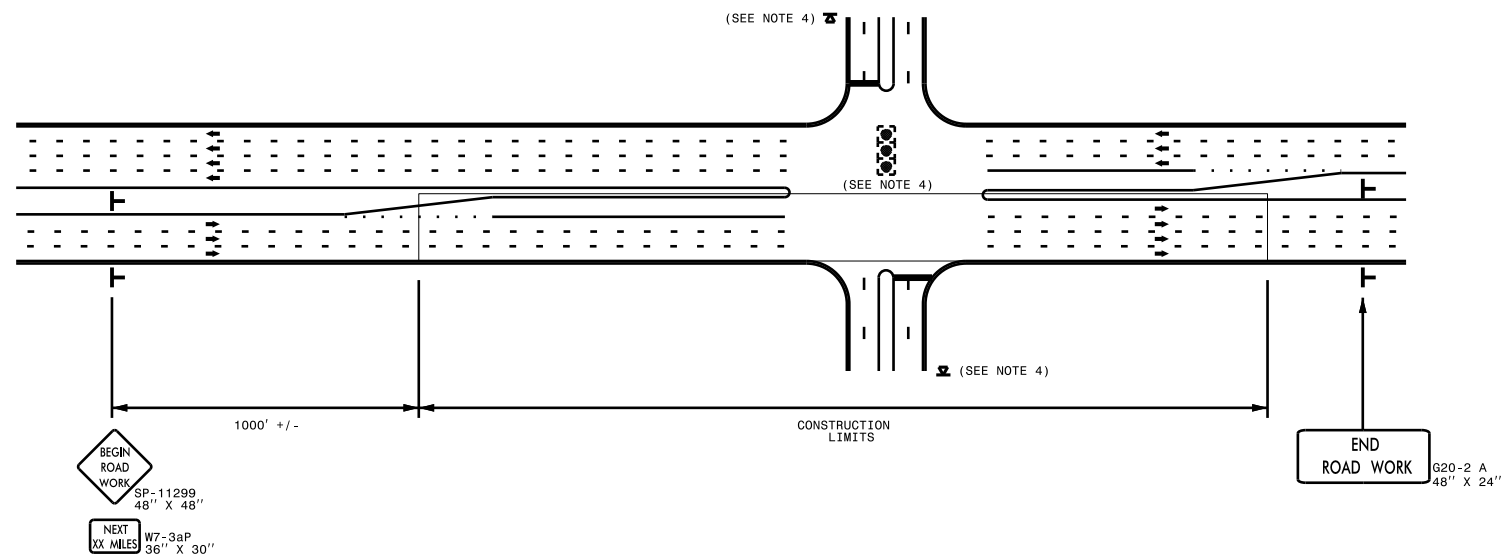 (SEE NOTE 4)
(SEE NOTE 4)
(SEE NOTE 4)
1000' +/-
CONSTRUCTION
LIMITS
BEGIN
ROAD
WORK
SP-11299
48'' X 48''
NEXT
XX MILES
W7-3aP
36'' X 30''
END
ROAD WORK
G20-2 A
48'' X 24''